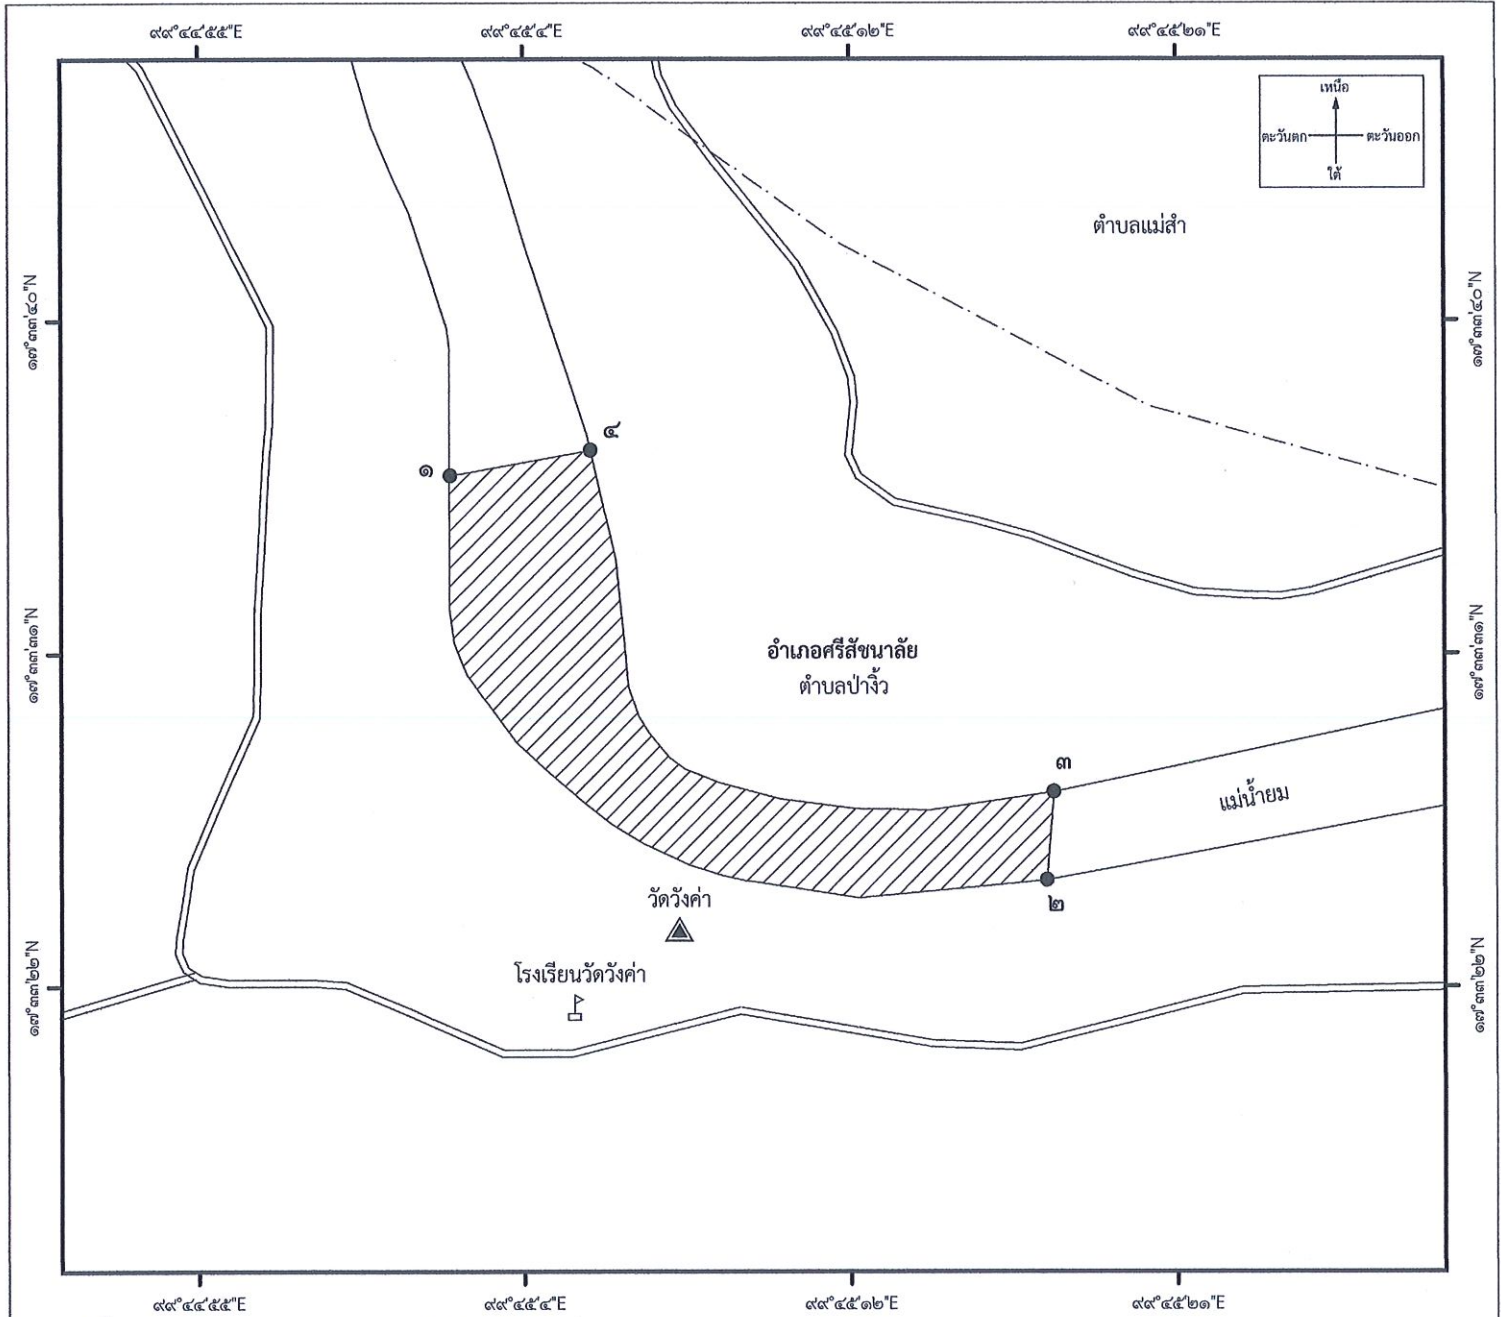 ๙๙°๔๔'๕๕"E
๙๙°๔๕'๔"E
๙๙°๔๕'๑๒"E
๙๙°๔๕'๒๑"E
เหนือ
ตะวันตก ตะวันออก
ใต้
ตำบลแม่สำ
๑๗°๓๓'๔๐"N
๑๗°๓๓'๔๐"N
๔
๑
อำเภอศรีสัชนาลัย
ตำบลป่างิ้ว
๑๗°๓๓'๓๑"N
๑๗°๓๓'๓๑"N
๓
แม่น้ำยม
๒
วัดวังค่า
โรงเรียนวัดวังค่า
๑๗°๓๓'๒๒"N
๑๗°๓๓'๒๒"N
๙๙°๔๔'๕๕"E
๙๙°๔๕'๔"E
๙๙°๔๕'๑๒"E
๙๙°๔๕'๒๑"E